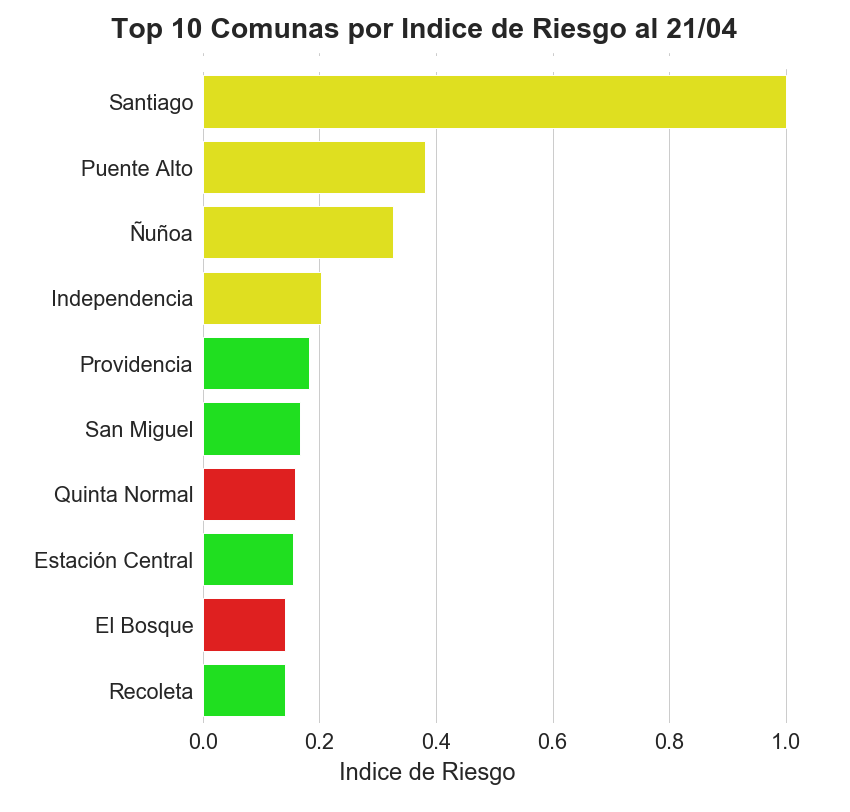 Top 10 Comunas por Indice de Riesgo al 21/04
Santiago
Puente Alto
Ñuñoa
Independencia
Providencia
San Miguel
Quinta Normal
Estación Central
El Bosque
Recoleta
0.0 0.2 0.4 0.6 0.8 1.0
Indice de Riesgo